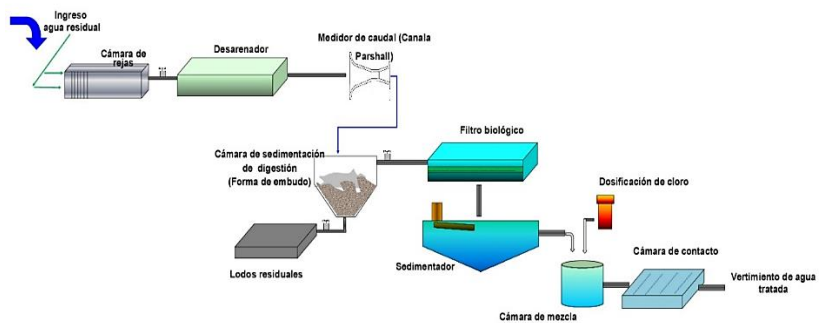 Ingreso
agua residual
Cámara de
rejas
Desarenador
Medidor de caudal (Canala
Parshall)
Cámara de sedimentación
de digestión
(Forma de embudo)
Filtro biológico
Dosificación de cloro
Lodos residuales
Sedimentador
Cámara de contacto
Vertimiento de agua
tratada
Cámara de mezcla